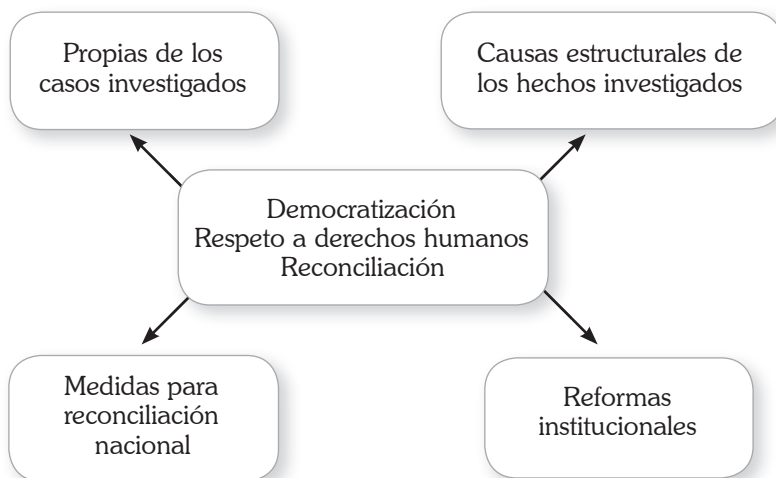 Propias de los
casos investigados
Causas estructurales de
los hechos investigados
Democratización
Respeto a derechos humanos
Reconciliación
Medidas para
reconciliación
nacional
Reformas
institucionales